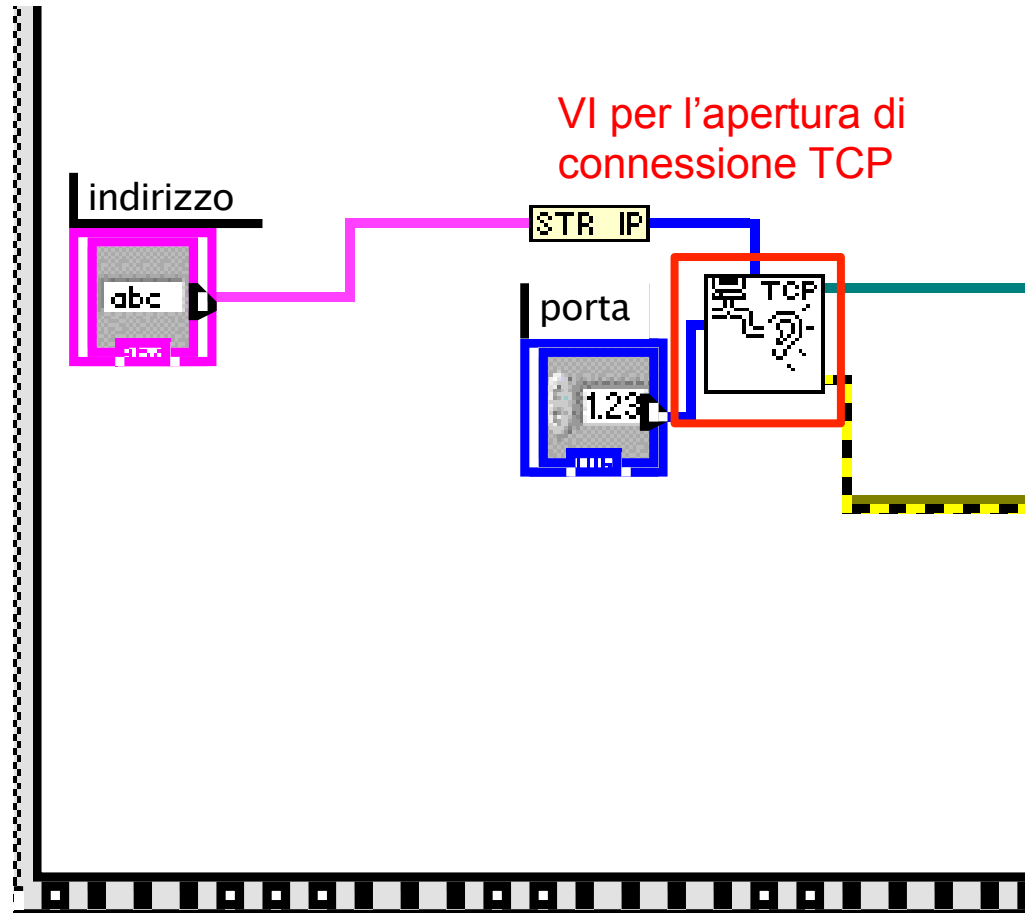 VI per l’apertura di
connessione TCP
indirizzo
STR IP
abc
TCP
porta
1.23